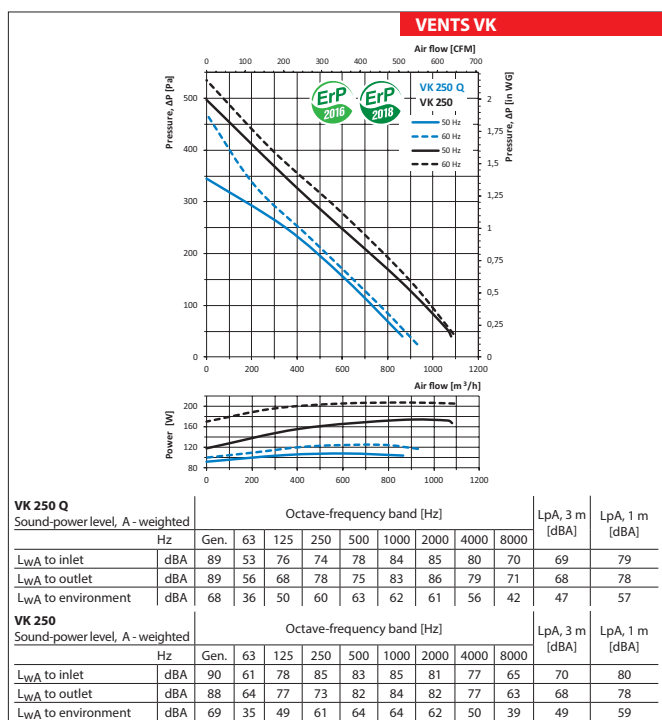 VENTS VK
Air flow [CFM]
0 100 200 300 400 500 600 700
Pressure, ΔP [Pa]
500
400
300
200
100
0
ErP
2016
ErP
2018
VK 250 Q
VK 250
50 Hz
60 Hz
50 Hz
60 Hz
Pressure, ΔP [in WG]
2
1,75
1,5
1,25
1
0,75
0,5
0,25
0
0 200 400 600 800 1000 1200
Air flow [m³/h]
Power [W]
200
160
120
80
0 200 400 600 800 1000 1200
VK 250 Q
Sound-power level, A - weighted
Octave-frequency band [Hz]
LpA, 3 m [dBA]
LpA, 1 m [dBA]
Hz Gen. 63 125 250 500 1000 2000 4000 8000
LWA to inlet dBA 89 53 76 74 78 84 85 80 70 69 79
LWA to outlet dBA 89 56 68 78 75 83 86 79 71 68 78
LWA to environment dBA 68 36 50 60 63 62 61 56 42 47 57
VK 250
Sound-power level, A - weighted
Octave-frequency band [Hz]
LpA, 3 m [dBA]
LpA, 1 m [dBA]
Hz Gen. 63 125 250 500 1000 2000 4000 8000
LWA to inlet dBA 90 61 78 85 83 85 81 77 65 70 80
LWA to outlet dBA 88 64 77 73 82 84 82 77 63 68 78
LWA to environment dBA 69 35 49 61 64 64 62 50 39 49 59